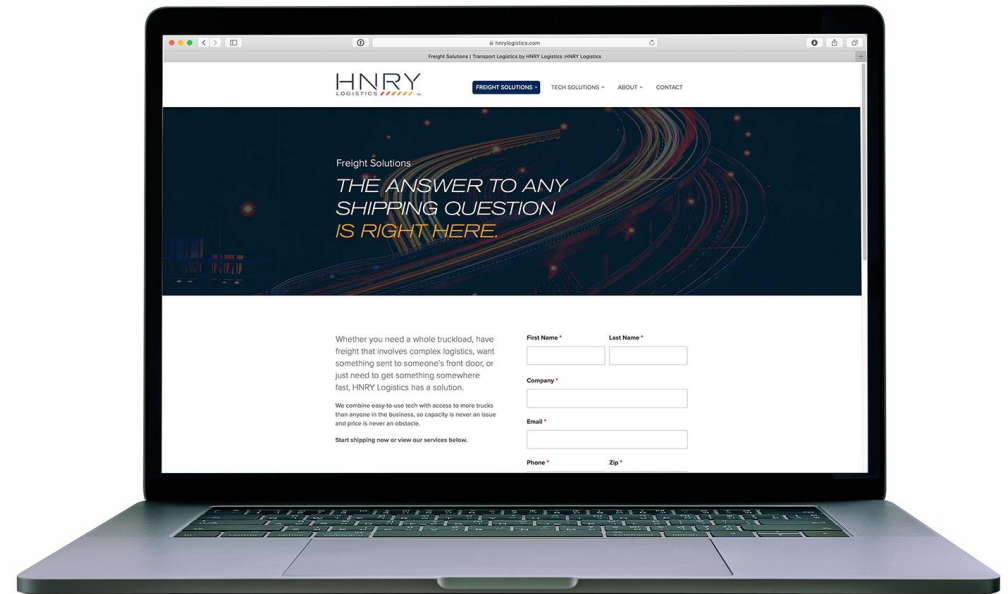 hnrylogistics.com
Freight Solutions | Transport Logistics by HNRY Logistics :HNRY Logistics
HNRY
LOGISTICS
FREIGHT SOLUTIONS
TECH SOLUTIONS
ABOUT
CONTACT
Freight Solutions
THE ANSWER TO ANY
SHIPPING QUESTION
IS RIGHT HERE.
Whether you need a whole truckload, have
freight that involves complex logistics, want
something sent to someone's front door, or
just need to get something somewhere
fast, HNRY Logistics has a solution.
We combine easy-to-use tech with access to more trucks
than anyone in the business, so capacity is never an issue
and price is never an obstacle.
Start shipping now or view our services below.
First Name * Last Name *
Company *
Email *
Phone * Zip *